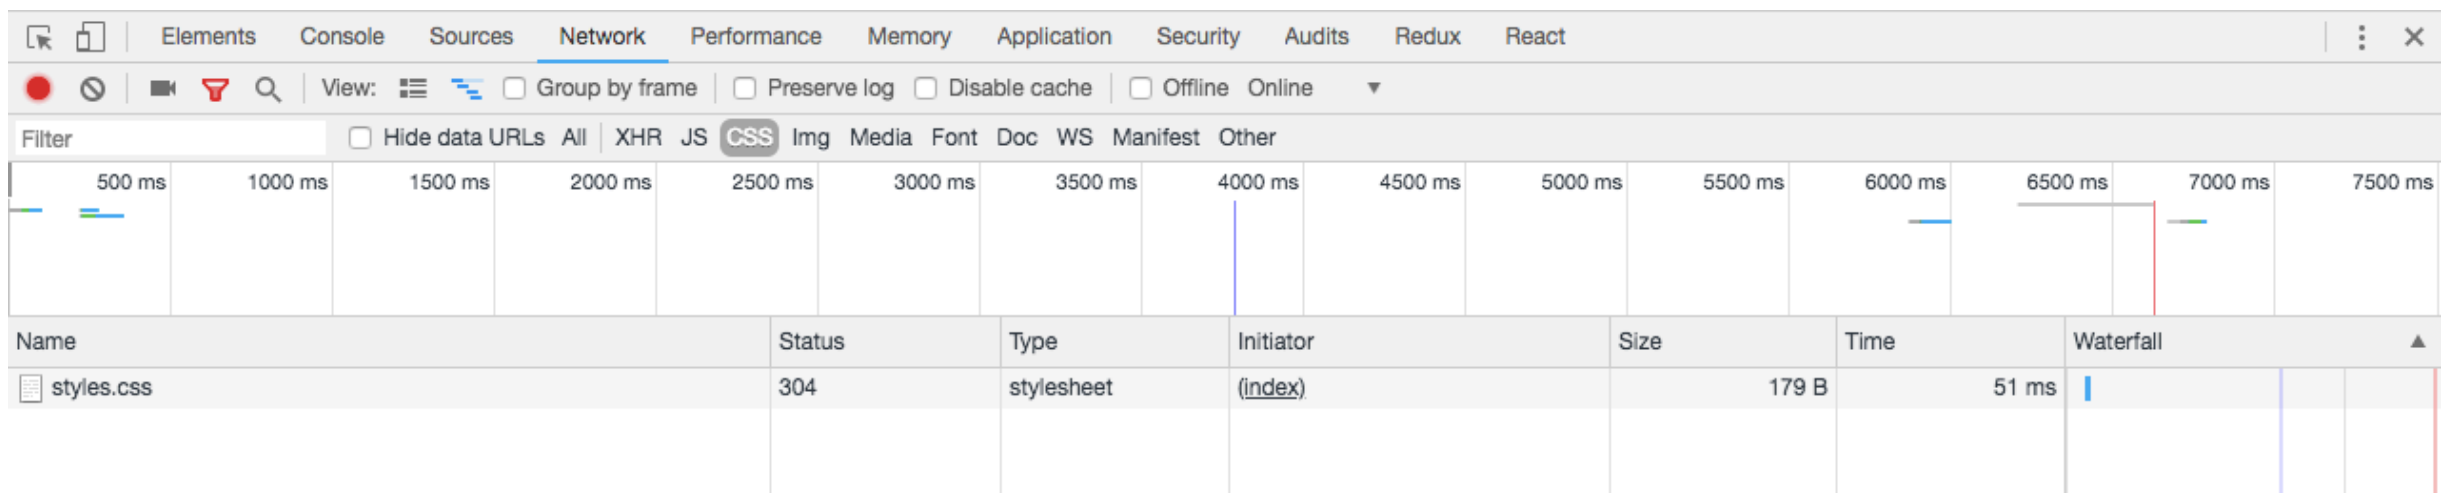 Elements Console Sources Network Performance Memory Application Security Audits Redux React
View: Group by frame Preserve log Disable cache Offline Online
Filter Hide data URLs All XHR JS CSS Img Media Font Doc WS Manifest Other
500 ms 1000 ms 1500 ms 2000 ms 2500 ms 3000 ms 3500 ms 4000 ms 4500 ms 5000 ms 5500 ms 6000 ms 6500 ms 7000 ms 7500 ms
Name Status Type Initiator Size Time Waterfall
styles.css 304 stylesheet (index) 179 B 51 ms